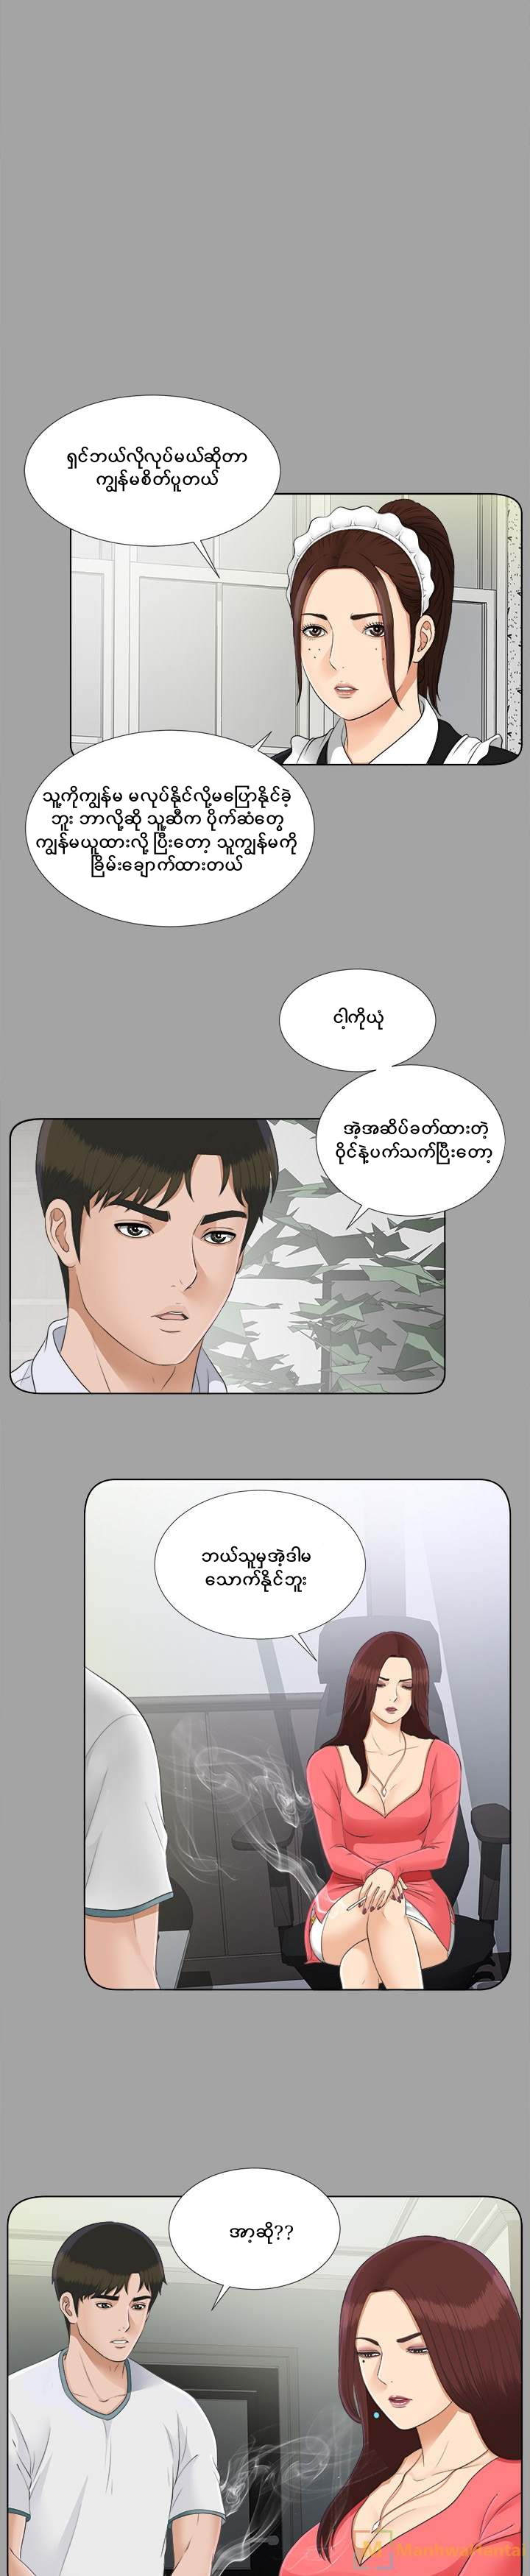 ရှင်ဘယ်လိုလုပ်မယ်ဆိုတာ
ကျွန်မစိတ်ပူတယ်
သူ့ကိုကျွန်မ မလုပ်နိုင်လို့မပြောနိုင်ခဲ့
ဘူး ဘာလို့ဆို သူ့ဆီက ပိုက်ဆံတွေ
ကျွန်မယူထားလို့ ပြီးတော့ သူကျွန်မကို
ခြိမ်းချောက်ထားတယ်
ငါ့ကိုယုံ
အဲ့အဆိပ်ခတ်ထားတဲ့
ဝိုင်နဲ့ပက်သက်ပြီးတော့
ဘယ်သူမှအဲ့ဒါမ
သောက်နိုင်ဘူး
အာ့ဆို??
ManhwaHentai